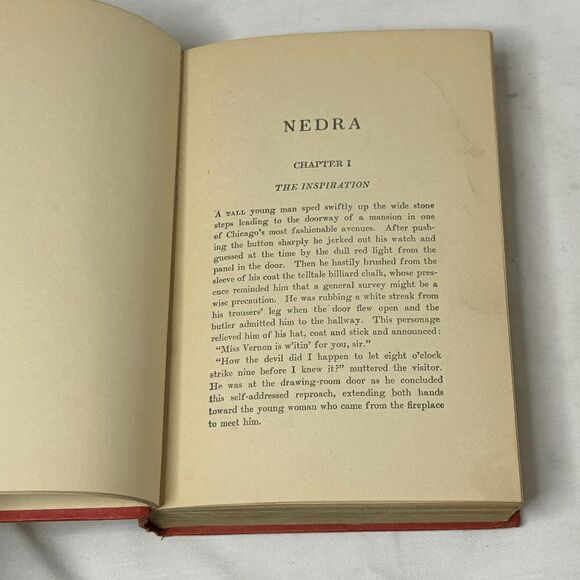 NEDRA
CHAPTER I
THE INSPIRATION
A TALL young man sped swiftly up the wide stone
steps leading to the doorway of a mansion in one
of Chicago's most fashionable avenues. After push-
ing the button sharply he jerked out his watch and
guessed at the time by the dull red light from the
panel in the door. Then he hastily brushed from the
sleeve of his coat the telltale billiard chalk, whose pres-
ence reminded him that a general survey might be a
wise precaution. He was rubbing a white streak from
his trousers' leg when the door flew open and the
butler admitted him to the hallway. This personage
relieved him of his hat, coat and stick and announced:
"Miss Vernon is w'itin' for you, sir."
"How the devil did I happen to let eight o'clock
strike nine before I knew it?" muttered the visitor.
He was at the drawing-room door as he concluded
this self-addressed reproach, extending both hands
toward the young woman who came from the fireplace
to meet him.